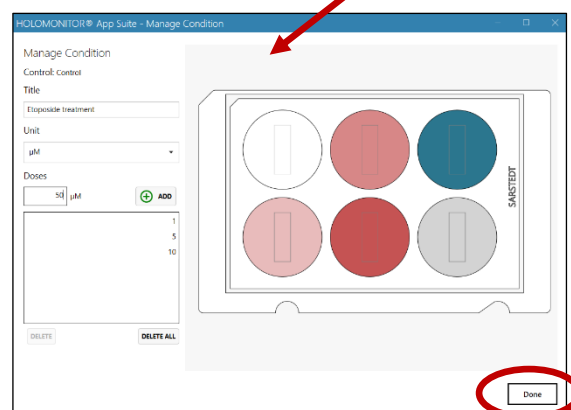 HOLOMONITOR® App Suite - Manage Condition
Manage Condition
Control: Control
Title
Etoposide treatment
Unit
µM
Doses
50 µM ADD
1
5
10
DELETE DELETE ALL
SARSTEDT
Done